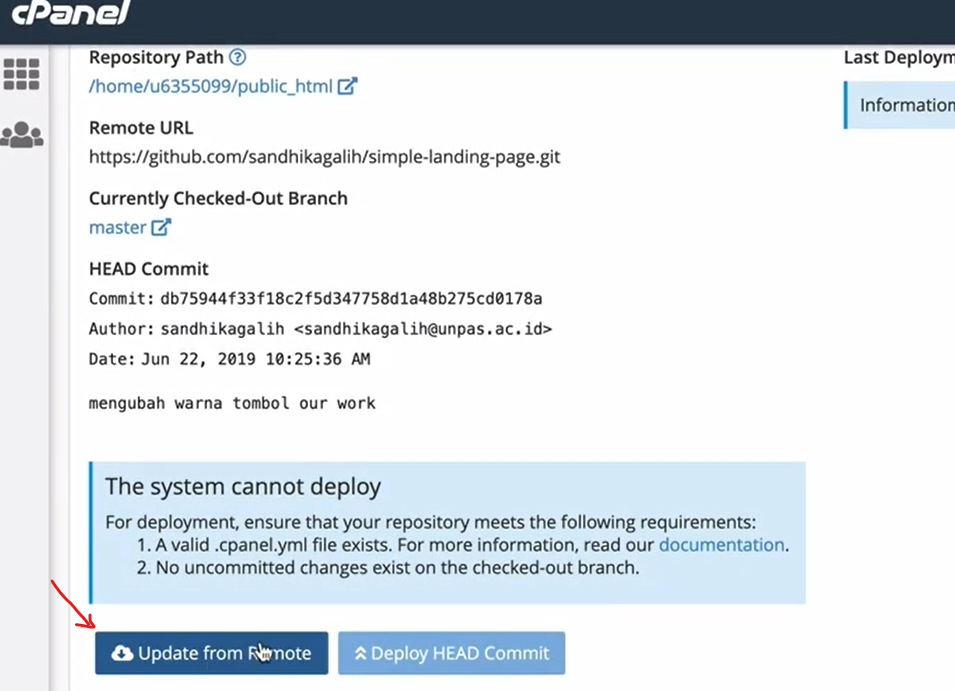 cPanel
Repository Path
/home/u6355099/public_html
Remote URL
https://github.com/sandhikagalih/simple-landing-page.git
Currently Checked-Out Branch
master
HEAD Commit
Commit: db75944f33f18c2f5d347758d1a48b275cd0178a
Author: sandhikagalih <sandhikagalih@unpas.ac.id>
Date: Jun 22, 2019 10:25:36 AM
mengubah warna tombol our work
The system cannot deploy
For deployment, ensure that your repository meets the following requirements:
1. A valid .cpanel.yml file exists. For more information, read our documentation.
2. No uncommitted changes exist on the checked-out branch.
Update from Remote
Deploy HEAD Commit
Last Deploym
Information